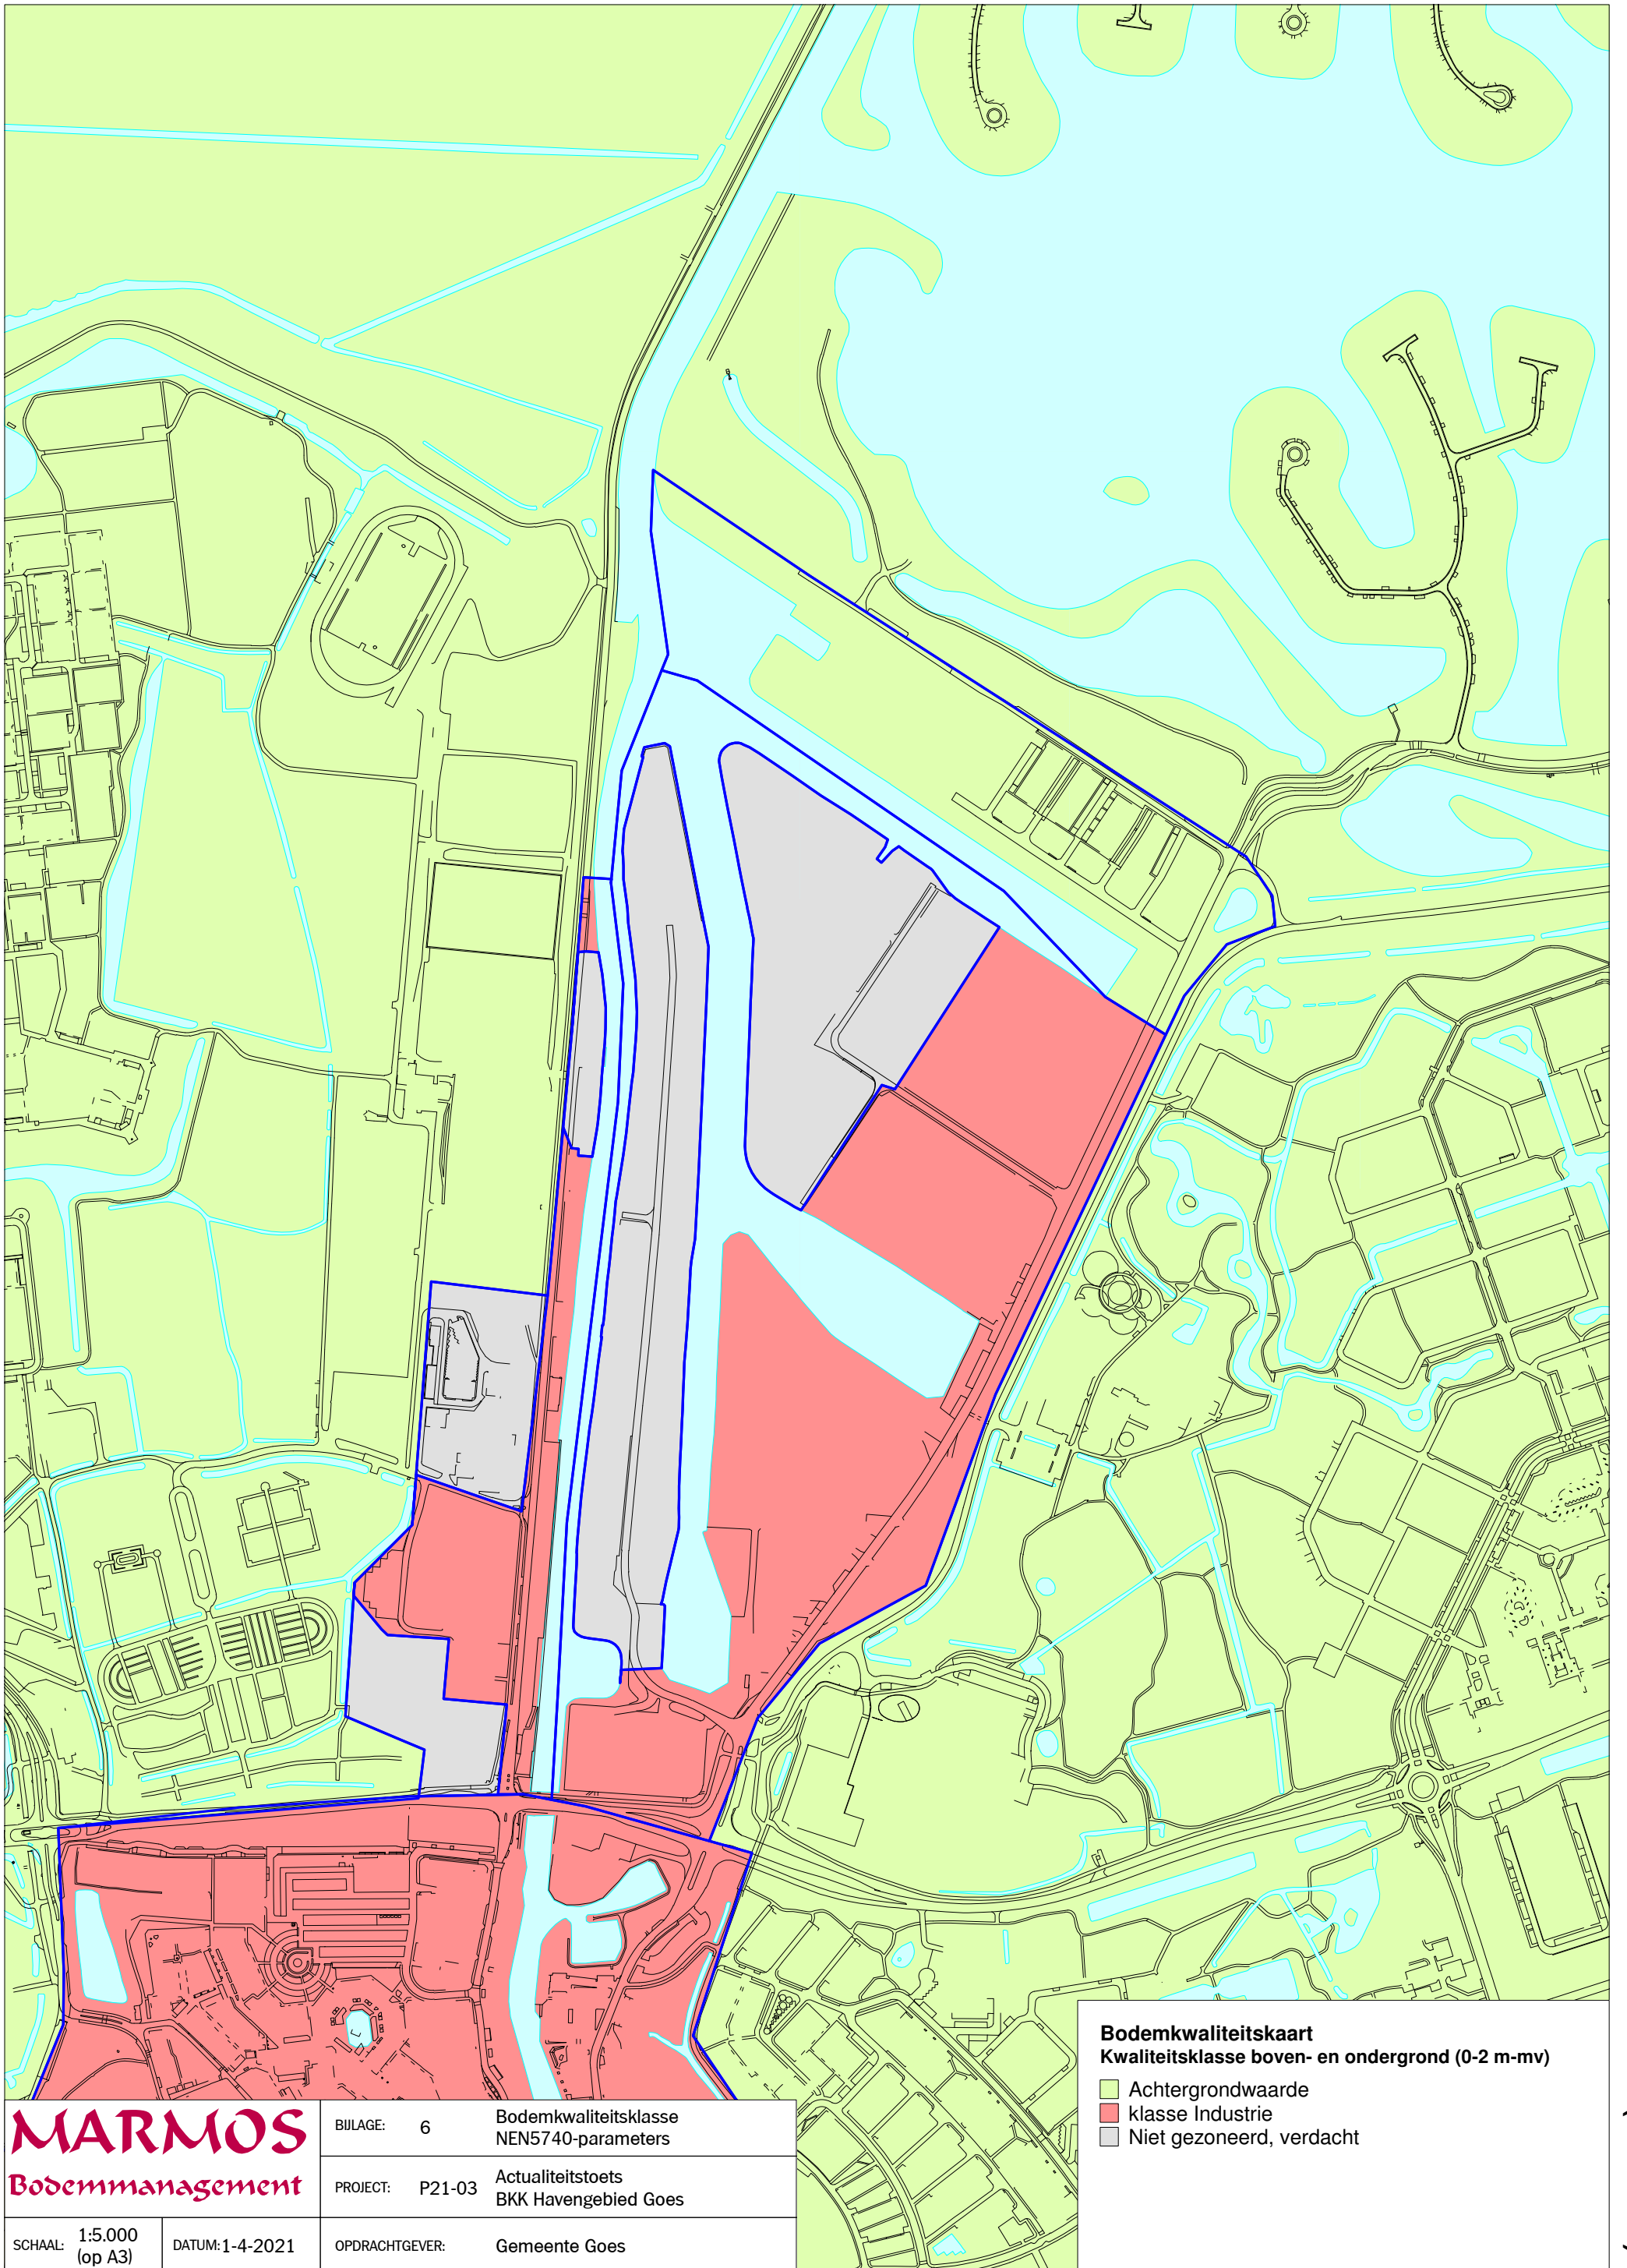 Bodemkwaliteitskaart
Kwaliteitsklasse boven- en ondergrond (0-2 m-mv)
Achtergrondwaarde
klasse Industrie
Niet gezoneerd, verdacht
MARMOS
Bodemmanagement
BIJLAGE: 6 Bodemkwaliteitsklasse
NEN5740-parameters
PROJECT: P21-03 Actualiteitstoets
BKK Havengebied Goes
SCHAAL: 1:5.000
(op A3)
DATUM: 1-4-2021
OPDRACHTGEVER: Gemeente Goes